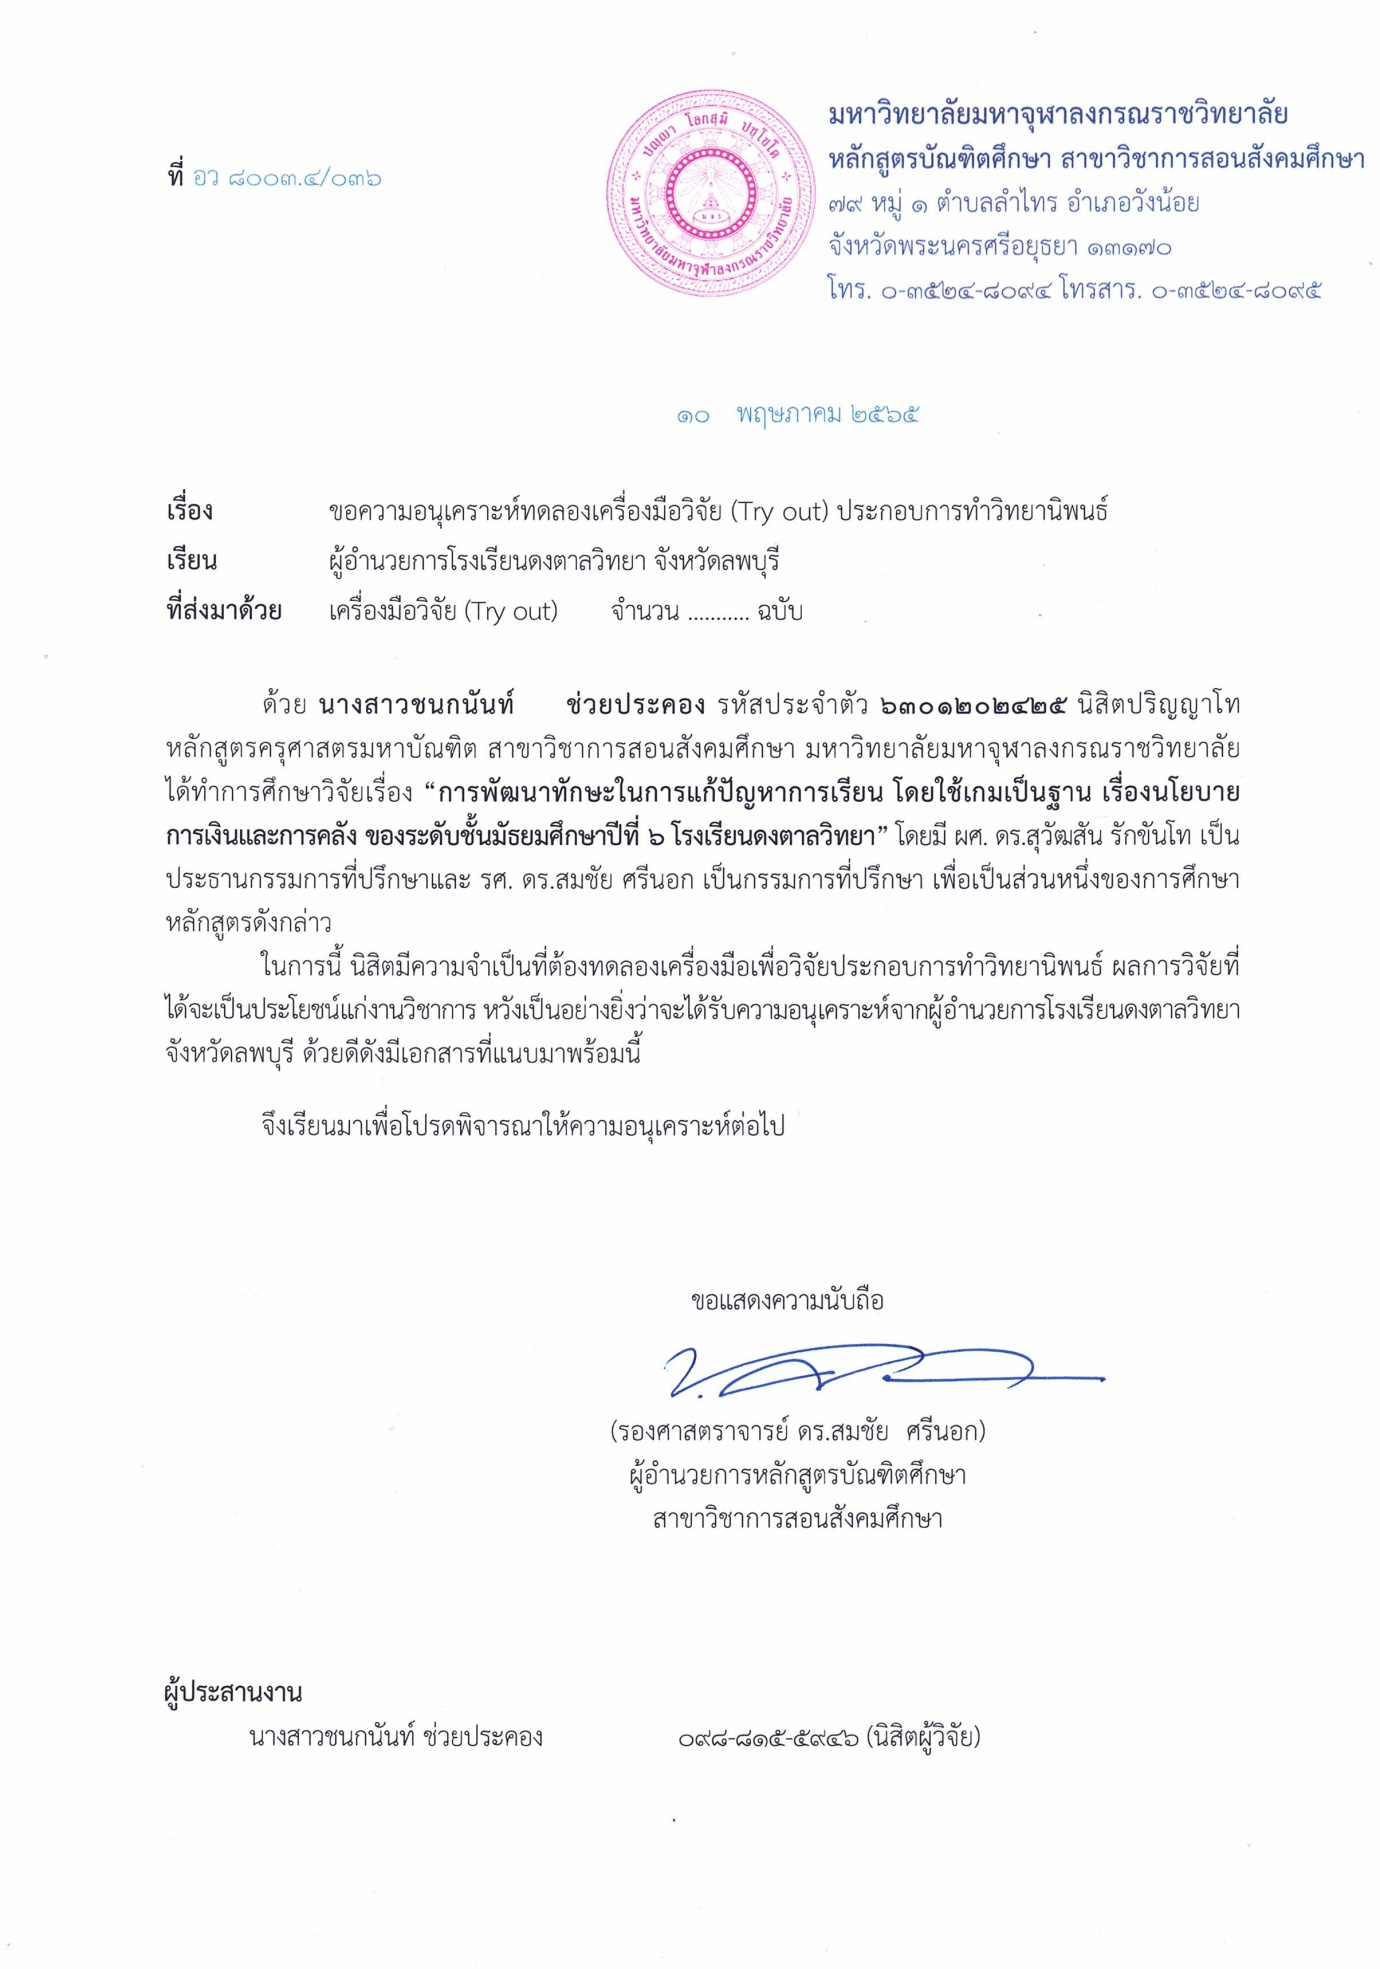 มหาวิทยาลัยมหาจุฬาลงกรณราชวิทยาลัย
หลักสูตรบัณฑิตศึกษา สาขาวิชาการสอนสังคมศึกษา
๗๙ หมู่ ๑ ตำบลลำไทร อำเภอวังน้อย
จังหวัดพระนครศรีอยุธยา ๑๓๑๗๐
โทร. ๐-๓๕๒๔-๘๐๙๔ โทรสาร. ๐-๓๕๒๔-๘๐๙๕
ปญฺญา โลกสฺมิ ปชฺโชโต
มจร
มหาวิทยาลัยมหาจุฬาลงกรณราชวิทยาลัย
ที่ อว ๘๐๐๓.๔/๐๓๖
๑๐ พฤษภาคม ๒๕๖๕
เรื่อง ขอความอนุเคราะห์ทดลองเครื่องมือวิจัย (Try out) ประกอบการทำวิทยานิพนธ์
เรียน ผู้อำนวยการโรงเรียนดงตาลวิทยา จังหวัดลพบุรี
ที่ส่งมาด้วย เครื่องมือวิจัย (Try out) จำนวน ........... ฉบับ
ด้วย นางสาวชนกนันท์ ช่วยประคอง รหัสประจำตัว ๖๓๐๑๒๐๒๔๒๕ นิสิตปริญญาโท
หลักสูตรครุศาสตรมหาบัณฑิต สาขาวิชาการสอนสังคมศึกษา มหาวิทยาลัยมหาจุฬาลงกรณราชวิทยาลัย
ได้ทำการศึกษาวิจัยเรื่อง “การพัฒนาทักษะในการแก้ปัญหาการเรียน โดยใช้เกมเป็นฐาน เรื่องนโยบาย
การเงินและการคลัง ของระดับชั้นมัธยมศึกษาปีที่ ๖ โรงเรียนดงตาลวิทยา” โดยมี ผศ. ดร.สุวัฒสัน รักขันโท เป็น
ประธานกรรมการที่ปรึกษาและ รศ. ดร.สมชัย ศรีนอก เป็นกรรมการที่ปรึกษา เพื่อเป็นส่วนหนึ่งของการศึกษา
หลักสูตรดังกล่าว
ในการนี้ นิสิตมีความจำเป็นที่ต้องทดลองเครื่องมือเพื่อวิจัยประกอบการทำวิทยานิพนธ์ ผลการวิจัยที่
ได้จะเป็นประโยชน์แก่งานวิชาการ หวังเป็นอย่างยิ่งว่าจะได้รับความอนุเคราะห์จากผู้อำนวยการโรงเรียนดงตาลวิทยา
จังหวัดลพบุรี ด้วยดีดังมีเอกสารที่แนบมาพร้อมนี้
จึงเรียนมาเพื่อโปรดพิจารณาให้ความอนุเคราะห์ต่อไป
ขอแสดงความนับถือ
(รองศาสตราจารย์ ดร.สมชัย ศรีนอก)
ผู้อำนวยการหลักสูตรบัณฑิตศึกษา
สาขาวิชาการสอนสังคมศึกษา
ผู้ประสานงาน
นางสาวชนกนันท์ ช่วยประคอง ๐๙๘-๘๑๕-๕๙๔๖ (นิสิตผู้วิจัย)